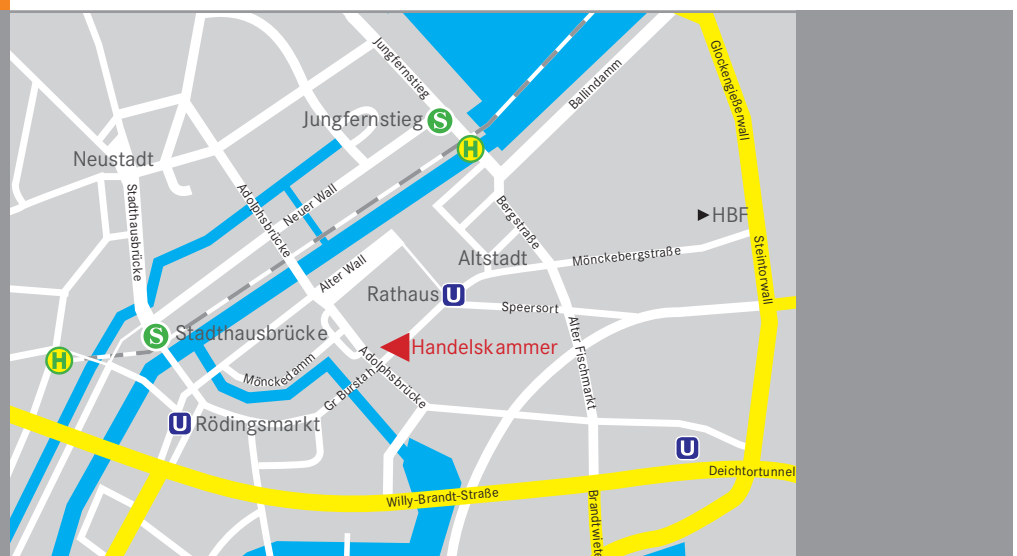 Jungfernstieg
Glockengießerwall
Ballindamm
Jungfernstieg S
H
Neustadt
Stadthausbrücke
Adolphsbrücke
Neuer Wall
Bergstraße
HBF
Altstadt
Mönckebergstraße
Steintorwall
Alter Wall
Rathaus U
Speersort
S Stadthausbrücke
Handelskammer
H
Mönckedamm
Adolphsbrücke
Gr Burstah
Alter Fischmarkt
U Rödingsmarkt
U
Deichtortunnel
Willy-Brandt-Straße
Brandtwiete